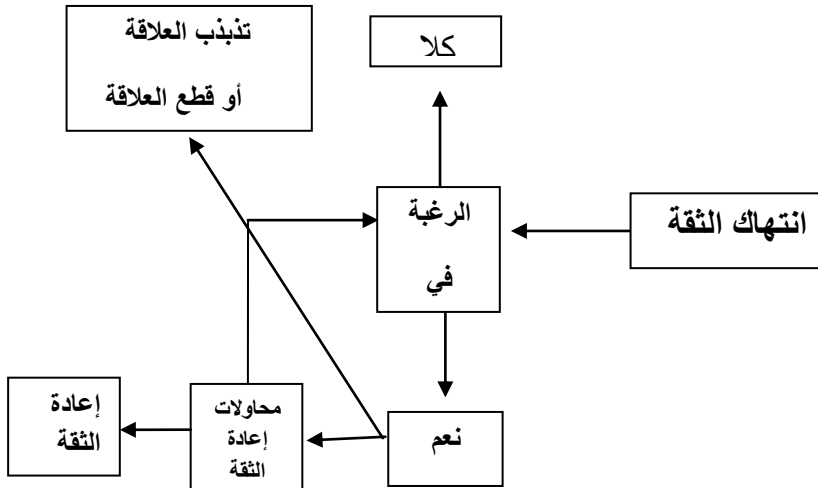 تذبذب العلاقة
أو قطع العلاقة
كلا
الرغبة
في
انتهاك الثقة
إعادة
الثقة
محاولات
إعادة
الثقة
نعم